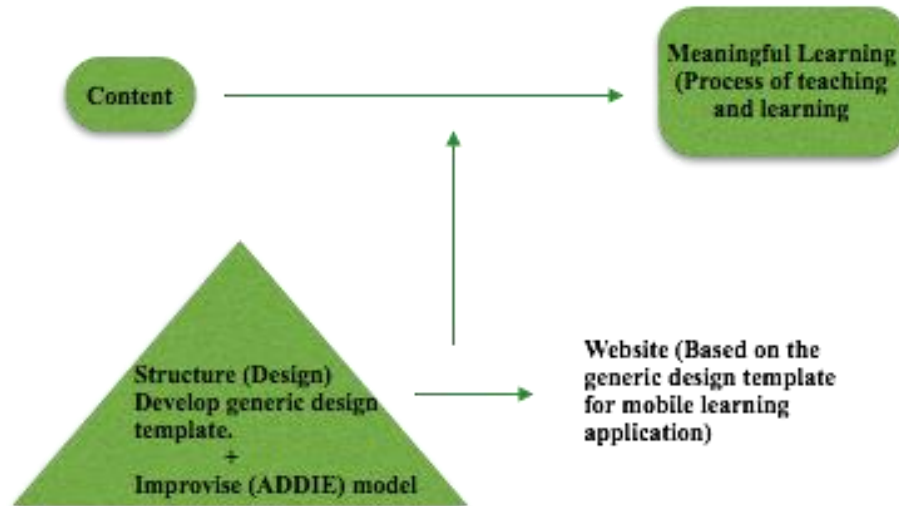 Content
Meaningful Learning
(Process of teaching
and learning
Structure (Design)
Develop generic design
template.
+
Improvise (ADDIE) model
Website (Based on the
generic design template
for mobile learning
application)